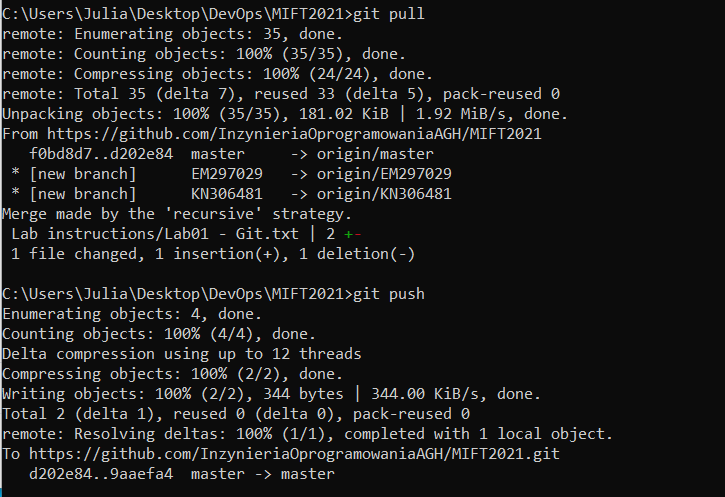 C:\Users\Julia\Desktop\DevOps\MIFT2021>git pull
remote: Enumerating objects: 35, done.
remote: Counting objects: 100% (35/35), done.
remote: Compressing objects: 100% (24/24), done.
remote: Total 35 (delta 7), reused 33 (delta 5), pack-reused 0
Unpacking objects: 100% (35/35), 181.02 KiB | 1.92 MiB/s, done.
From https://github.com/InzynieriaOprogramowaniaAGH/MIFT2021
   f0bd8d7..d202e84  master     -> origin/master
 * [new branch]      EM297029   -> origin/EM297029
 * [new branch]      KN306481   -> origin/KN306481
Merge made by the 'recursive' strategy.
 Lab instructions/Lab01 - Git.txt | 2 +-
 1 file changed, 1 insertion(+), 1 deletion(-)

C:\Users\Julia\Desktop\DevOps\MIFT2021>git push
Enumerating objects: 4, done.
Counting objects: 100% (4/4), done.
Delta compression using up to 12 threads
Compressing objects: 100% (2/2), done.
Writing objects: 100% (2/2), 344 bytes | 344.00 KiB/s, done.
Total 2 (delta 1), reused 0 (delta 0), pack-reused 0
remote: Resolving deltas: 100% (1/1), completed with 1 local object.
To https://github.com/InzynieriaOprogramowaniaAGH/MIFT2021.git
   d202e84..9aaefa4  master -> master